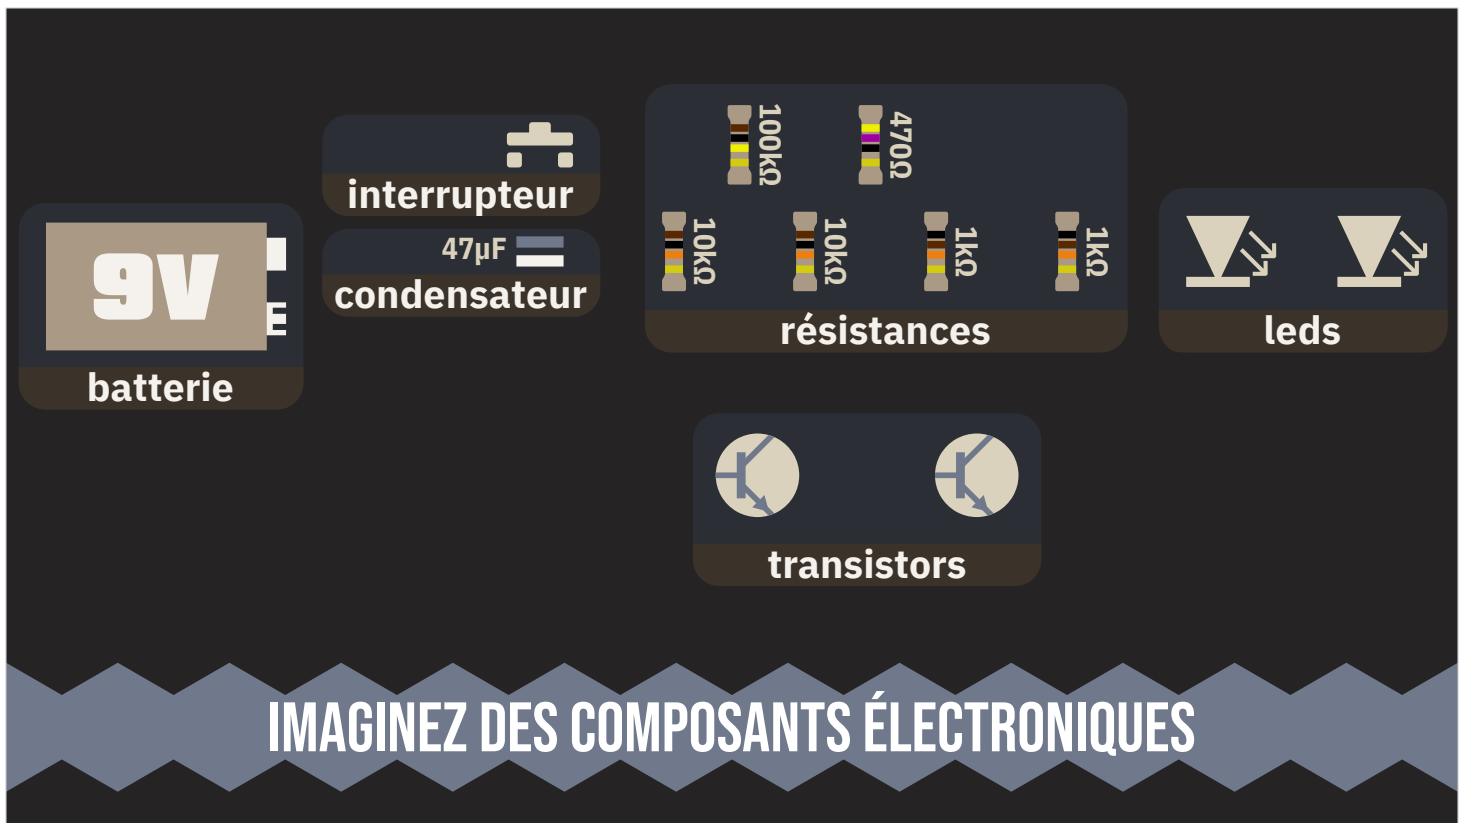 9V
E
batterie
interrupteur
47µF
condensateur
100kΩ
470Ω
10kΩ
10kΩ
1kΩ
1kΩ
résistances
leds
transistors
IMAGINEZ DES COMPOSANTS ÉLECTRONIQUES